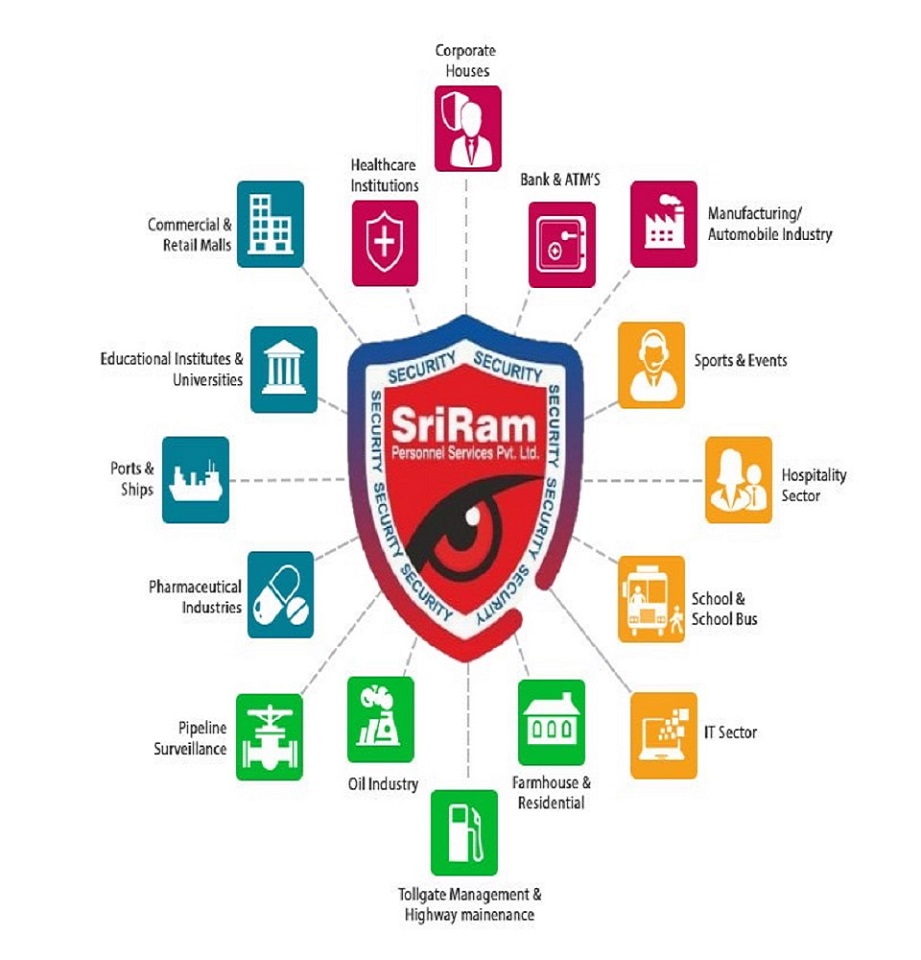 Corporate
Houses
Healthcare
Institutions
Bank & ATM'S
Commercial &
Retail Malls
Manufacturing/
Automobile Industry
SECURITY SECURITY
Educational Institutes &
Universities
Sports & Events
SECURITY
SECURITY
SriRam
Personnel Services Pvt. Ltd.
Ports &
Ships
Hospitality
Sector
SECURITY
SECURITY
Pharmaceutical
Industries
SECURITY
SECURITY
School &
School Bus
Pipeline
Surveillance
Oil Industry
Farmhouse &
Residential
IT Sector
Tollgate Management &
Highway mainenance